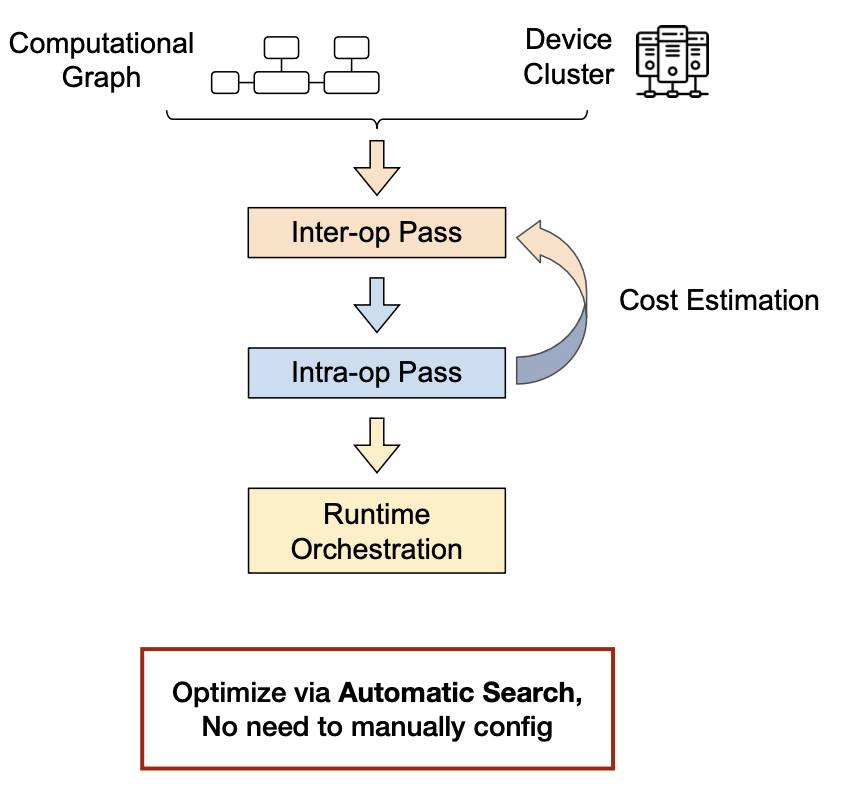 Computational
Graph
Device
Cluster
Inter-op Pass
Cost Estimation
Intra-op Pass
Runtime
Orchestration
Optimize via Automatic Search,
No need to manually config